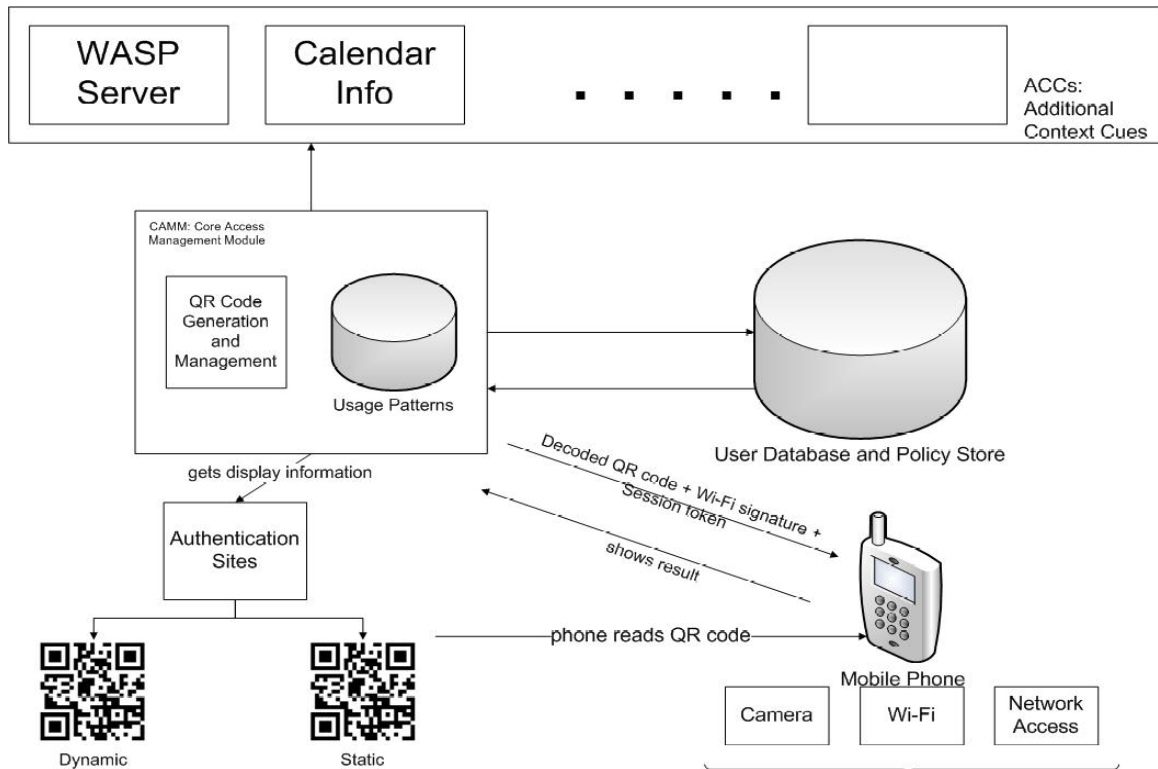 WASP
Server
Calendar
Info
ACCs:
Additional
Context Cues
CAMM: Core Access
Management Module
QR Code
Generation
and
Management
Usage Patterns
User Database and Policy Store
gets display information
Decoded QR code + Wi-Fi signature +
Session token
shows result
Authentication
Sites
phone reads QR code
Mobile Phone
Camera
Wi-Fi
Network
Access
Dynamic
Static